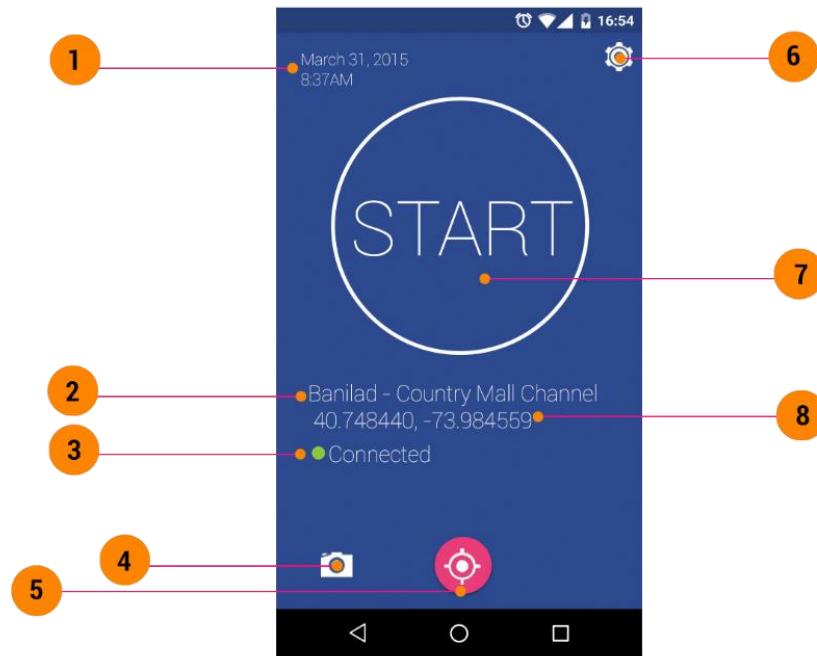 16:54
1
March 31, 2015
8:37AM
6
START
7
2
Banilad - Country Mall Channel
40.748440, -73.984559
8
3
Connected
4
5